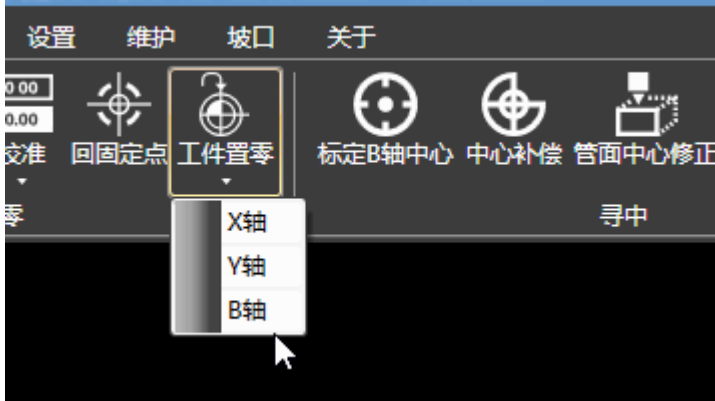 设置 维护 坡口 关于
0 00
0.00
校准 回固定点 工件置零 标定B轴中心 中心补偿 管面中心修正
零 寻中
X轴
Y轴
B轴